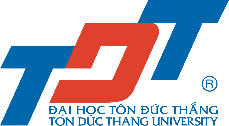 TDT
®
ĐẠI HỌC TÔN ĐỨC THẮNG
TON DUC THANG UNIVERSITY